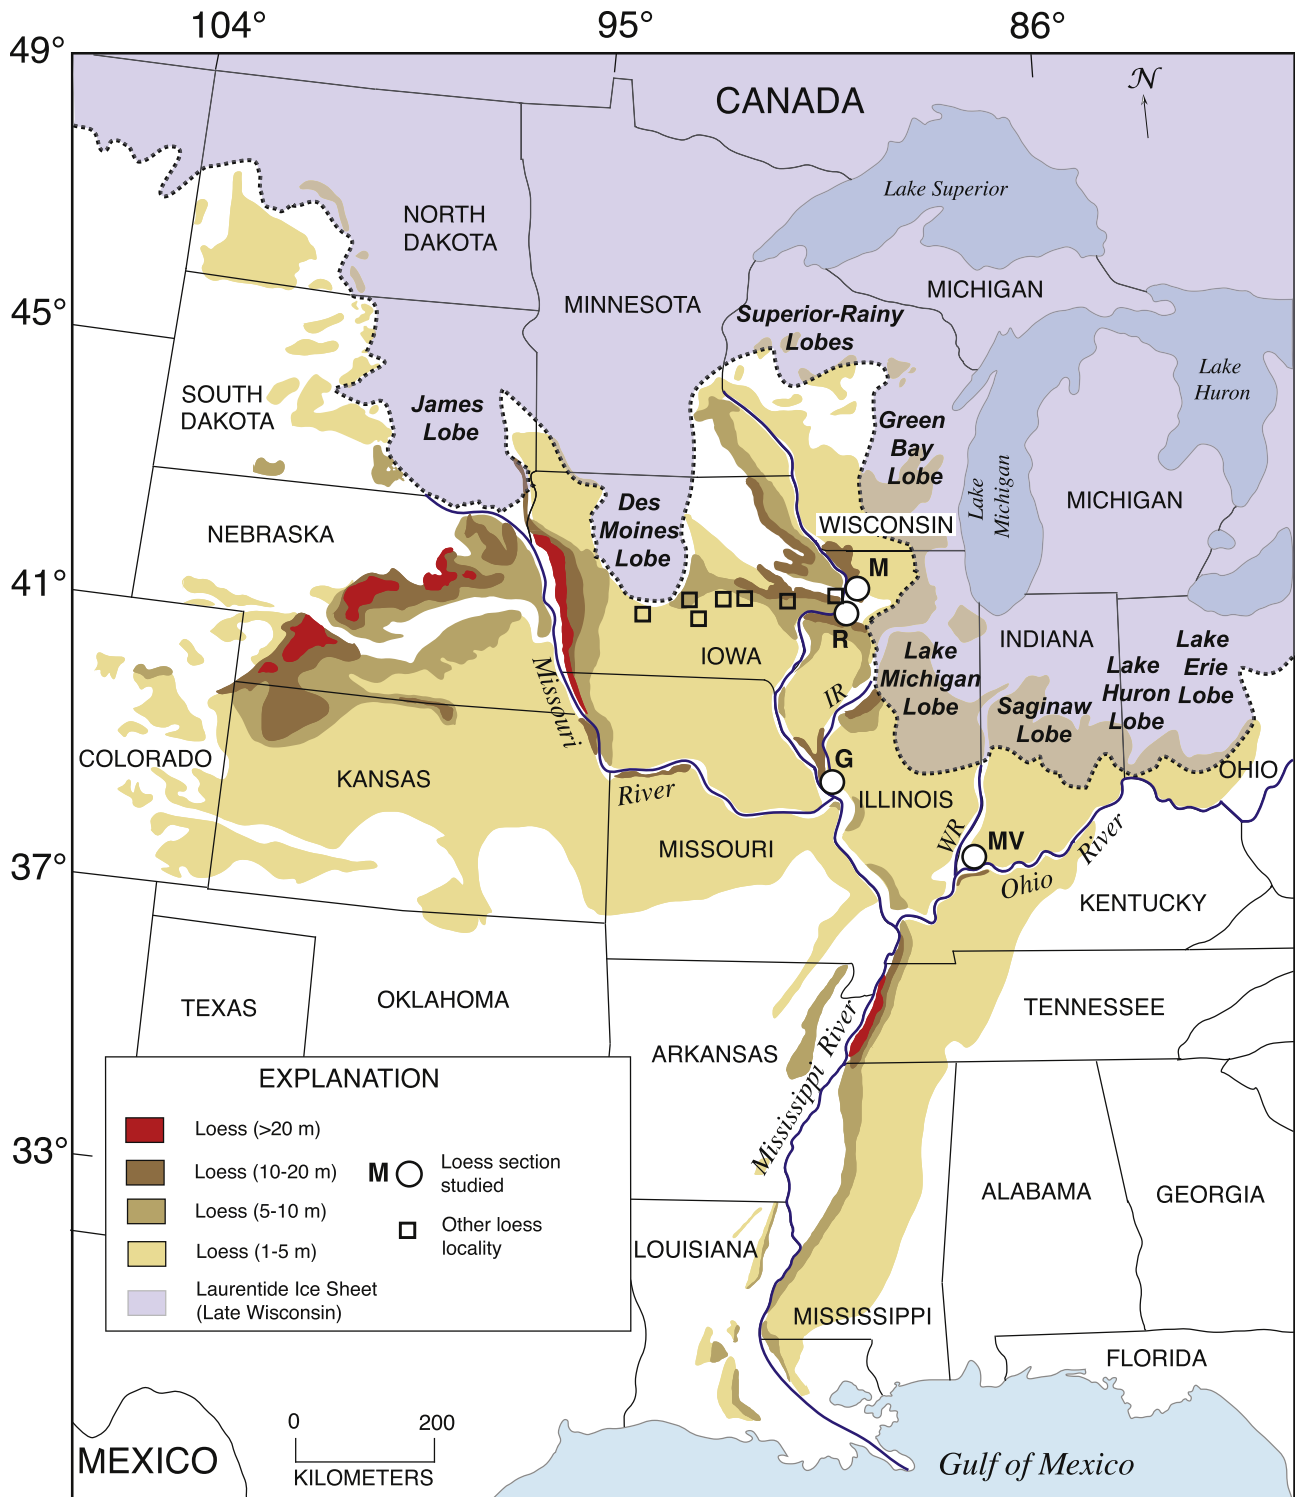 104°
95°
86°
49°
N
CANADA
Lake Superior
NORTH
DAKOTA
MINNESOTA
MICHIGAN
45°
Superior-Rainy
Lobes
Lake
Huron
SOUTH
DAKOTA
James
Lobe
Green
Bay
Lobe
Lake
Michigan
MICHIGAN
NEBRASKA
Des
Moines
Lobe
WISCONSIN
41°
M
R
IOWA
INDIANA
Lake
Michigan
Lobe
Lake
Erie
Lobe
Lake
Huron
Lobe
Saginaw
Lobe
IR
Missouri
River
COLORADO
KANSAS
G
ILLINOIS
OHIO
37°
MISSOURI
WR
MV
Ohio
River
KENTUCKY
TEXAS
OKLAHOMA
ARKANSAS
Mississippi River
TENNESSEE
33°
EXPLANATION
Loess (>20 m)
Loess (10-20 m)
Loess (5-10 m)
Loess (1-5 m)
Laurentide Ice Sheet
(Late Wisconsin)
M
Loess section
studied
Other loess
locality
ALABAMA
GEORGIA
LOUISIANA
MISSISSIPPI
FLORIDA
0
200
KILOMETERS
MEXICO
Gulf of Mexico